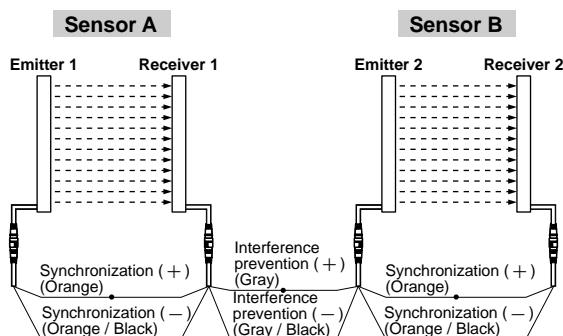 Sensor A
Sensor B
Emitter 1
Receiver 1
Emitter 2
Receiver 2
Synchronization (+)
(Orange)
Synchronization (−)
(Orange / Black)
Interference
prevention (+)
(Gray)
Interference
prevention (−)
(Gray / Black)
Synchronization (+)
(Orange)
Synchronization (−)
(Orange / Black)